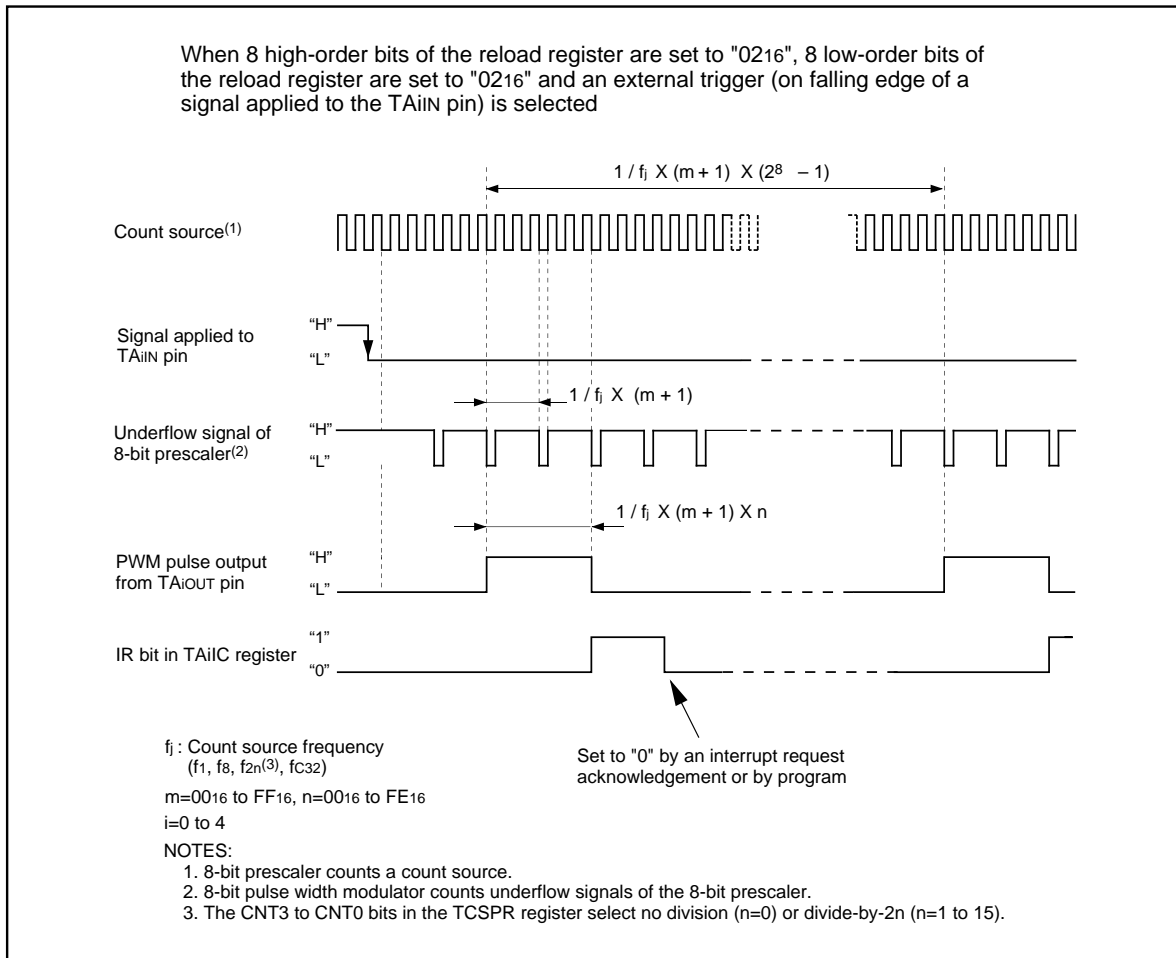 When 8 high-order bits of the reload register are set to "0216", 8 low-order bits of
the reload register are set to "0216" and an external trigger (on falling edge of a
signal applied to the TAiIN pin) is selected
1 / fj X (m + 1) X (28 – 1)
Count source(1)
Signal applied to
TAiIN pin
“H”
“L”
1 / fj X (m + 1)
Underflow signal of
8-bit prescaler(2)
“H”
“L”
1 / fj X (m + 1) X n
PWM pulse output
from TAiOUT pin
“H”
“L”
IR bit in TAiIC register
“1”
“0”
Set to "0" by an interrupt request
acknowledgement or by program
fj : Count source frequency
(f1, f8, f2n(3), fC32)
m=0016 to FF16, n=0016 to FE16
i=0 to 4
NOTES:
1. 8-bit prescaler counts a count source.
2. 8-bit pulse width modulator counts underflow signals of the 8-bit prescaler.
3. The CNT3 to CNT0 bits in the TCSPR register select no division (n=0) or divide-by-2n (n=1 to 15).